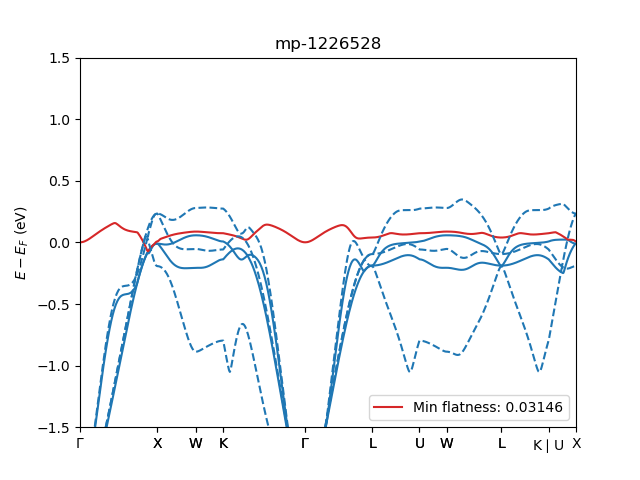 mp-1226528
E − E_F (eV)
1.5
1.0
0.5
0.0
−0.5
−1.0
−1.5
Min flatness: 0.03146
Γ X W K Γ L U W L K | U X